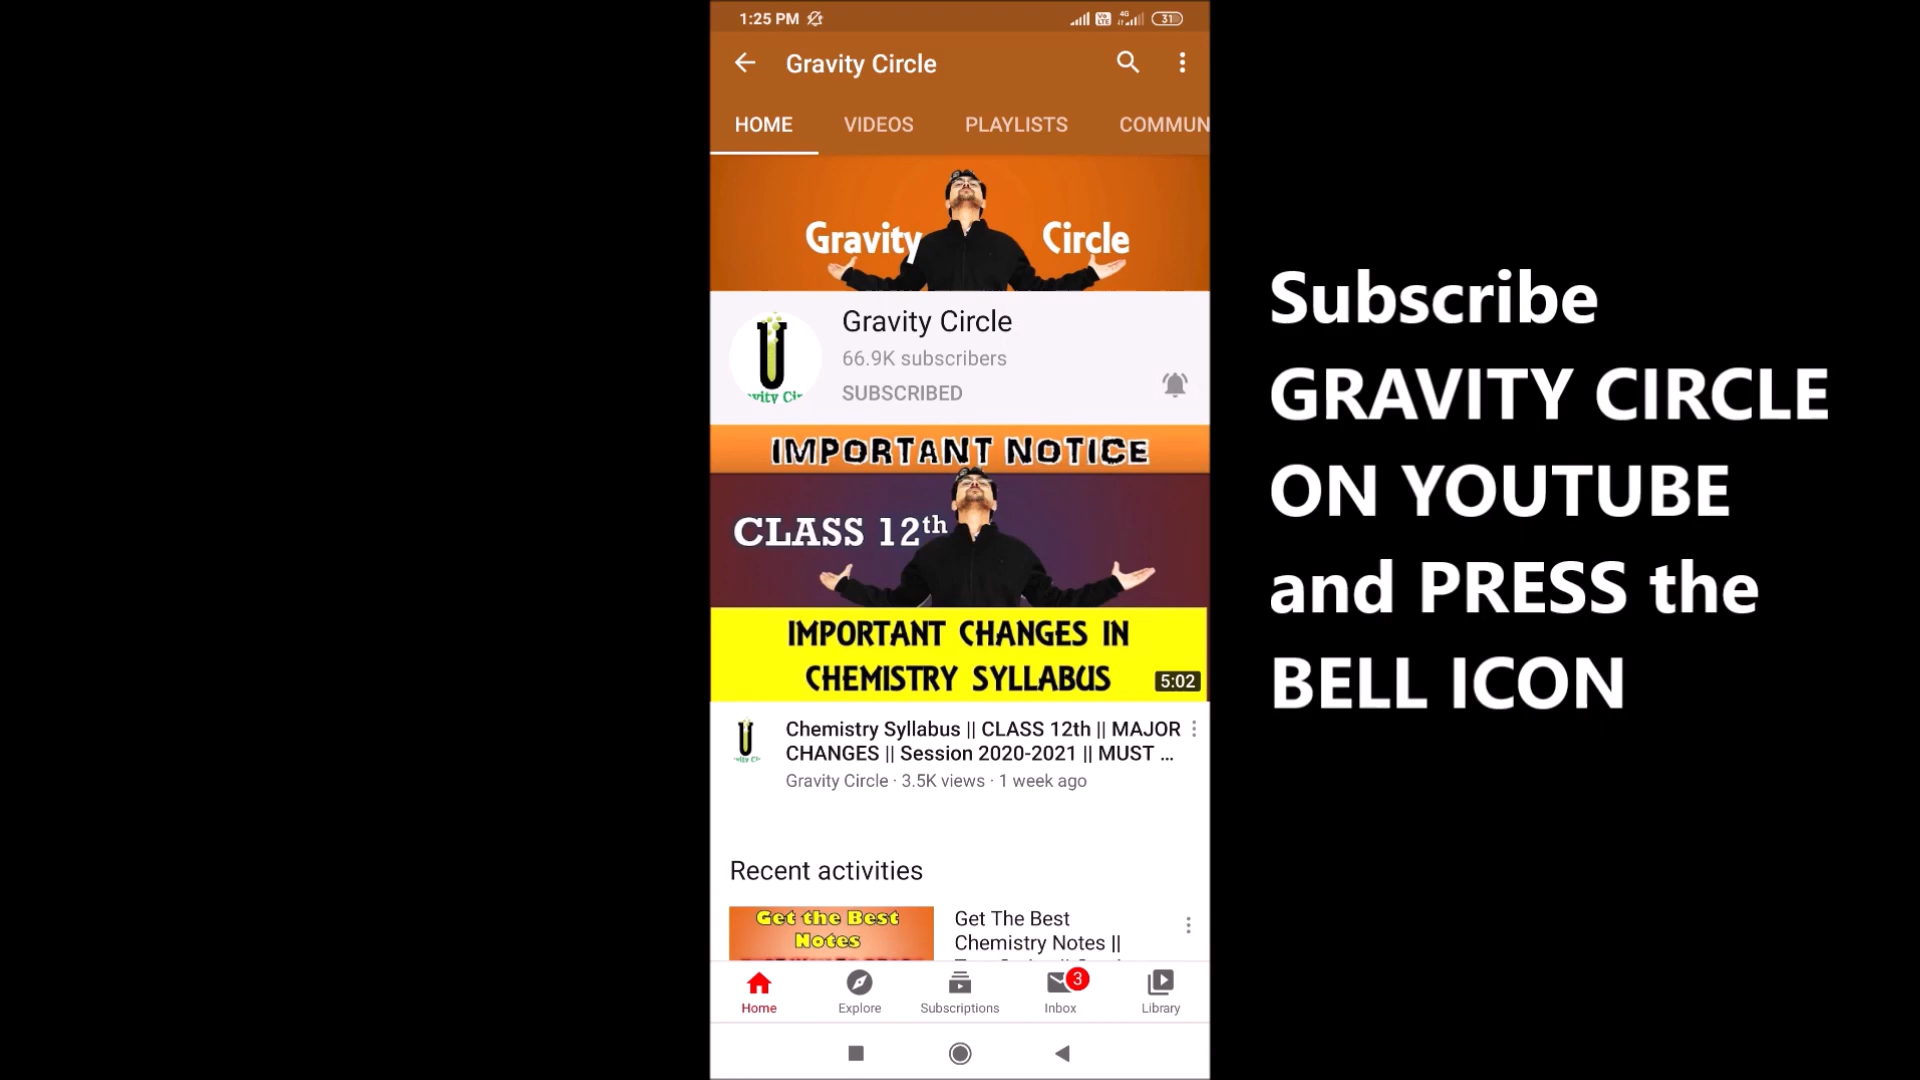 1:25 PM
31
Gravity Circle
HOME VIDEOS PLAYLISTS COMMUN
Gravity Circle
Gravity Circle
66.9K subscribers
SUBSCRIBED
IMPORTANT NOTICE
CLASS 12th
IMPORTANT CHANGES IN
CHEMISTRY SYLLABUS
5:02
Chemistry Syllabus || CLASS 12th || MAJOR
CHANGES || Session 2020-2021 || MUST ...
Gravity Circle · 3.5K views · 1 week ago
Recent activities
Get the Best
Notes
Get The Best
Chemistry Notes ||
3
Home Explore Subscriptions Inbox Library
Subscribe
GRAVITY CIRCLE
ON YOUTUBE
and PRESS the
BELL ICON